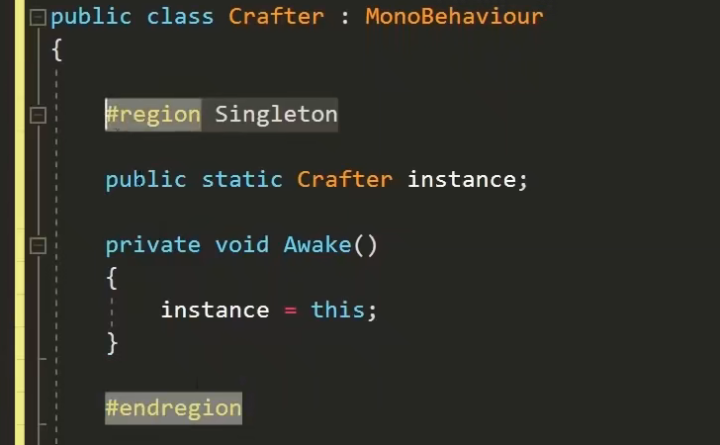 public class Crafter : MonoBehaviour
{
#region Singleton
public static Crafter instance;
private void Awake()
{
instance = this;
}
#endregion